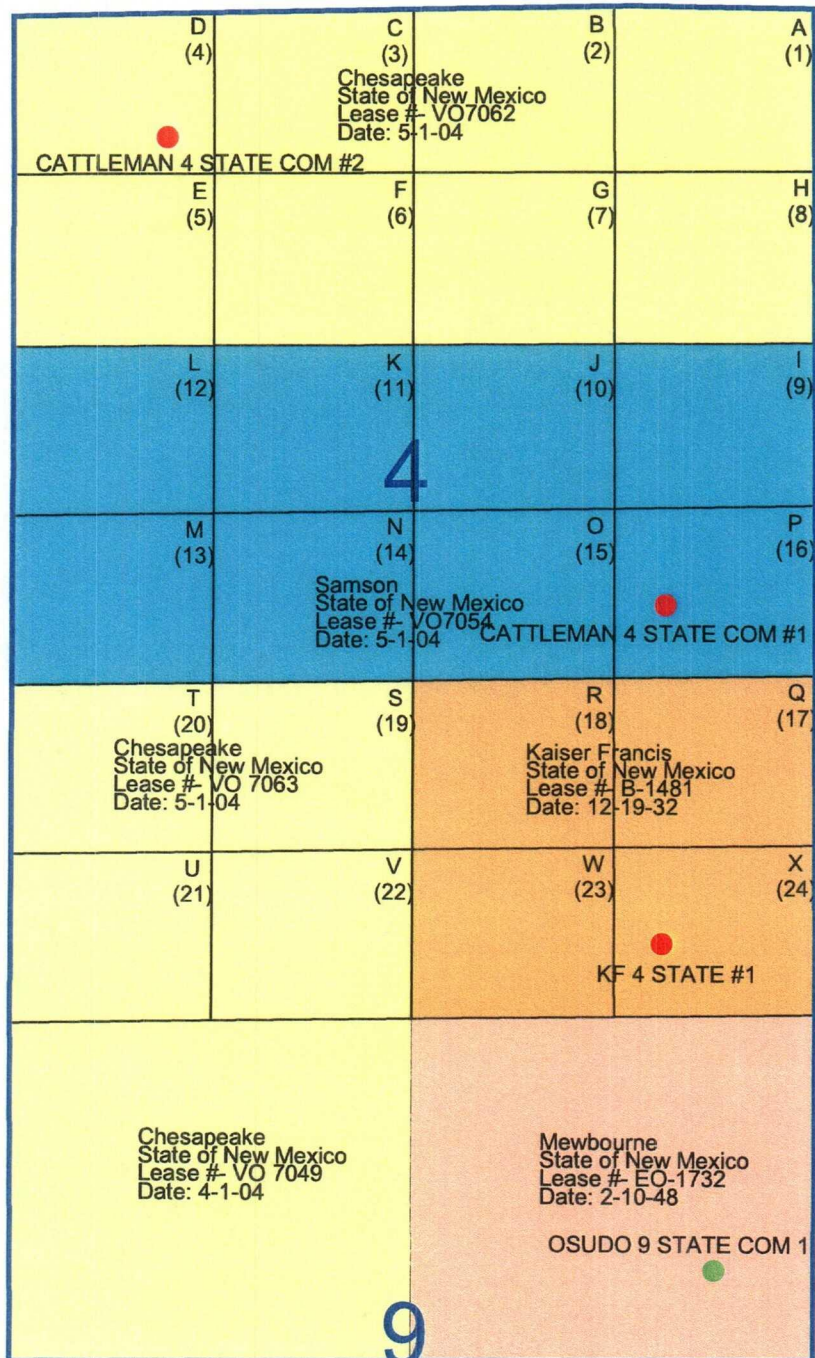 D C B A
(4) (3) (2) (1)
Chesapeake
State of New Mexico
Lease #- VO7062
Date: 5-1-04
CATTLEMAN 4 STATE COM #2
E F G H
(5) (6) (7) (8)
L K J I
(12) (11) (10) (9)
4
M N O P
(13) (14) (15) (16)
Samson
State of New Mexico
Lease #- VO7054
Date: 5-1-04
CATTLEMAN 4 STATE COM #1
T S R Q
(20) (19) (18) (17)
Chesapeake
State of New Mexico
Lease #- VO 7063
Date: 5-1-04
Kaiser Francis
State of New Mexico
Lease #- B-1481
Date: 12-19-32
U V W X
(21) (22) (23) (24)
KF 4 STATE #1
Chesapeake
State of New Mexico
Lease #- VO 7049
Date: 4-1-04
Mewbourne
State of New Mexico
Lease #- EO-1732
Date: 2-10-48
OSUDO 9 STATE COM 1
9